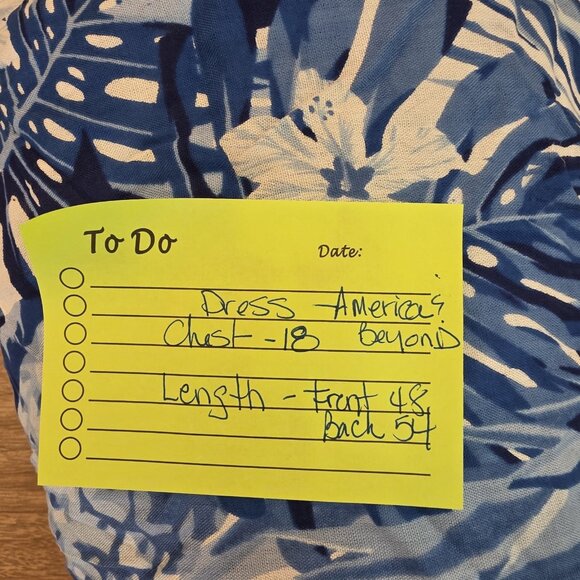 To Do
Date:
Dress - America &
Chest - 18 Beyond
Length - Front 48
Back 54